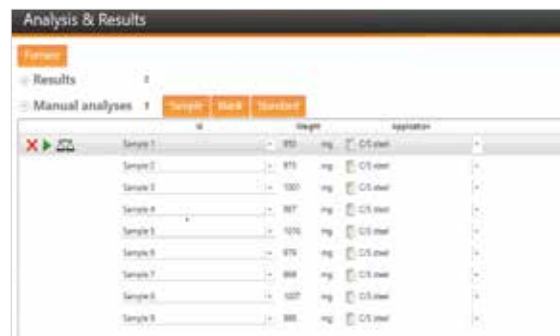 Analysis & Results
Furnace
Results
Manual analyses Sample Blank Standard
Id Weight Application
Sample 1 mg C/S steel
Sample 2 mg C/S steel
Sample 3 1001 mg C/S steel
Sample 4 mg C/S steel
Sample 5 mg C/S steel
Sample 6 mg C/S steel
Sample 7 mg C/S steel
Sample 8 mg C/S steel
Sample 9 mg C/S steel